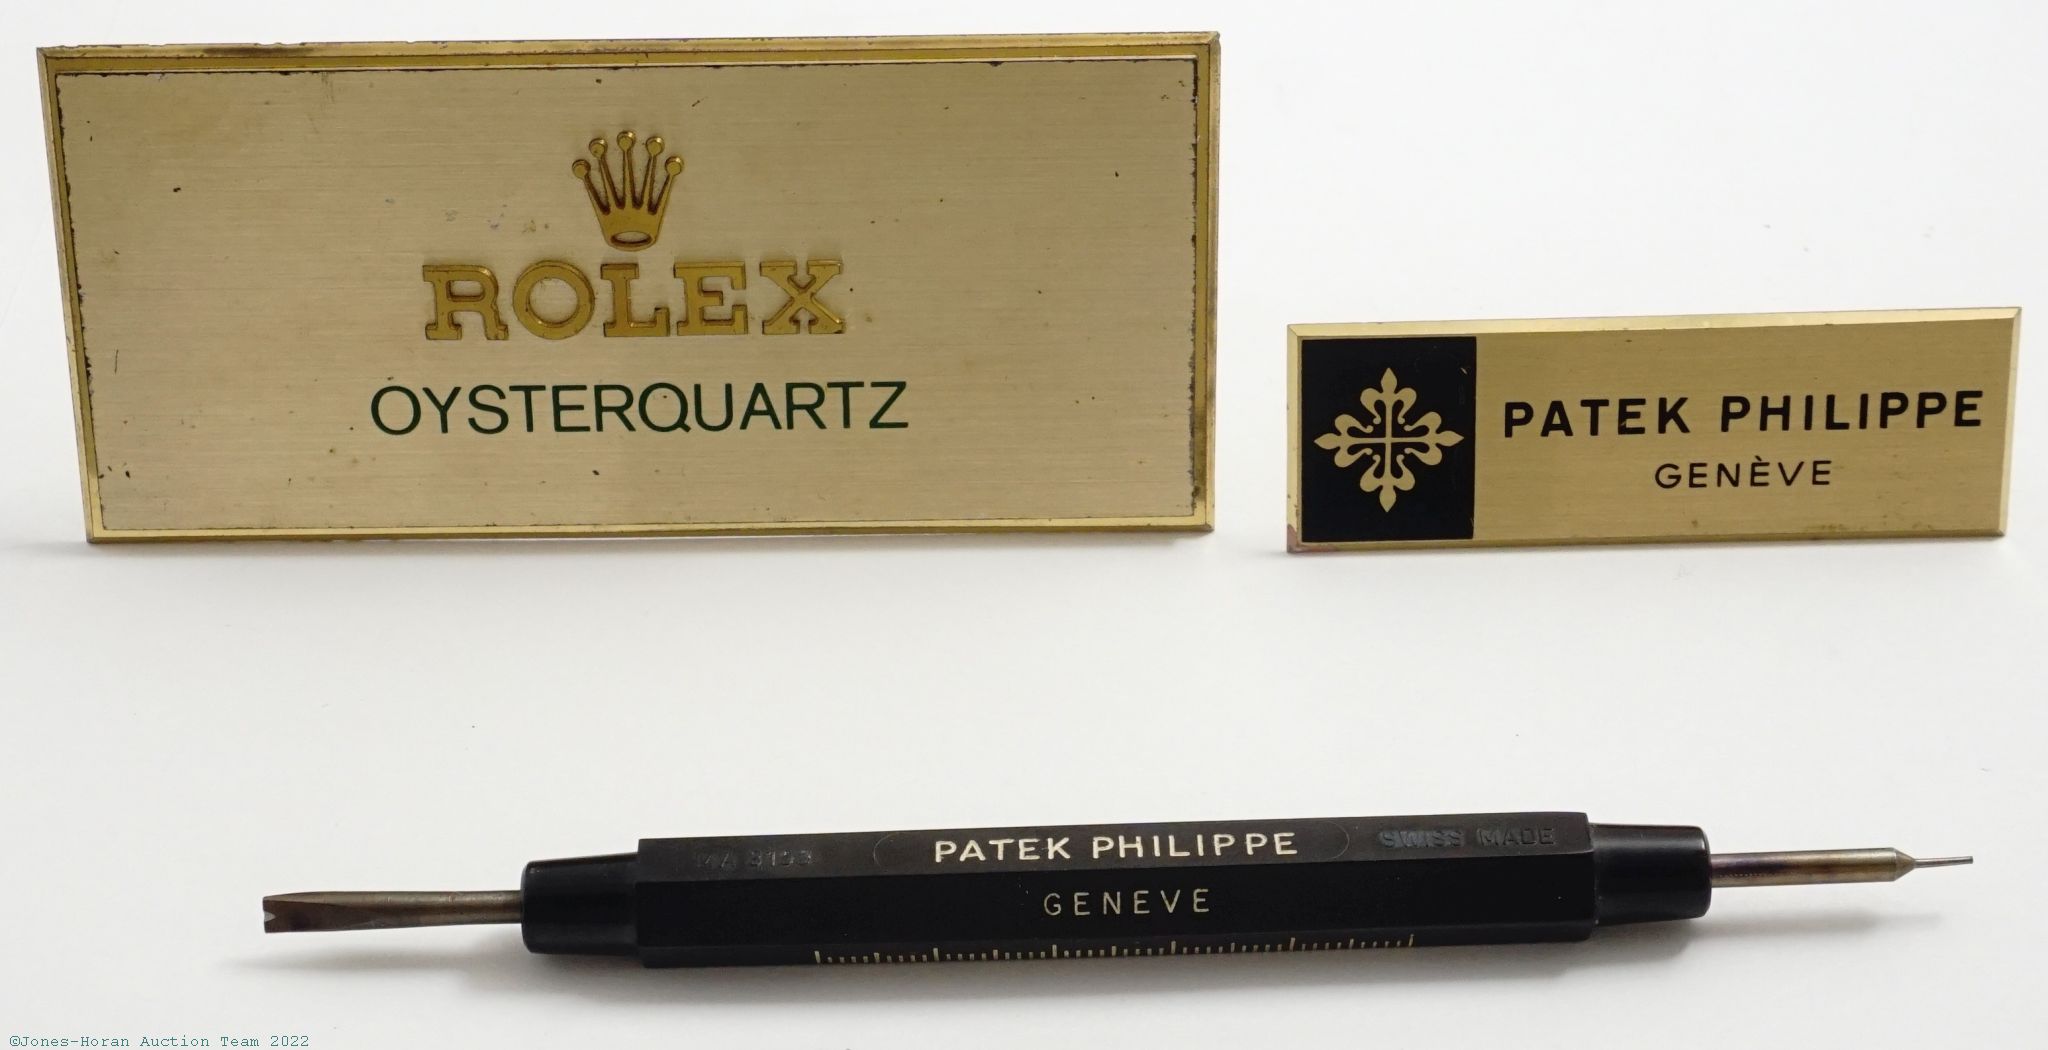 ROLEX
OYSTERQUARTZ
PATEK PHILIPPE
GENÈVE
PATEK PHILIPPE SWISS MADE
GENEVE
©Jones-Horan Auction Team 2022